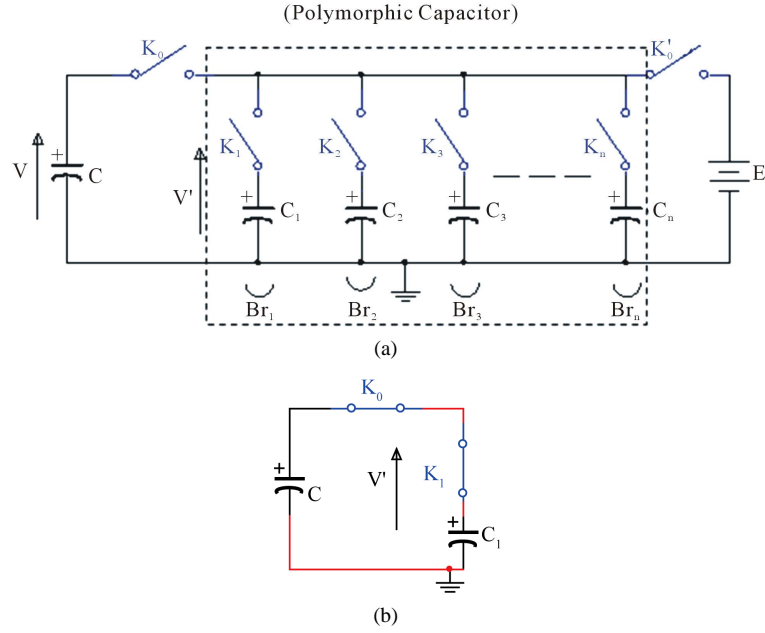 (Polymorphic Capacitor)
K₀ K'₀
K₁ K₂ K₃ Kₙ
V + C V' + C₁ + C₂ + C₃ + Cₙ E
Br₁ Br₂ Br₃ Brₙ
(a)
K₀
+ C V' K₁
+ C₁
(b)